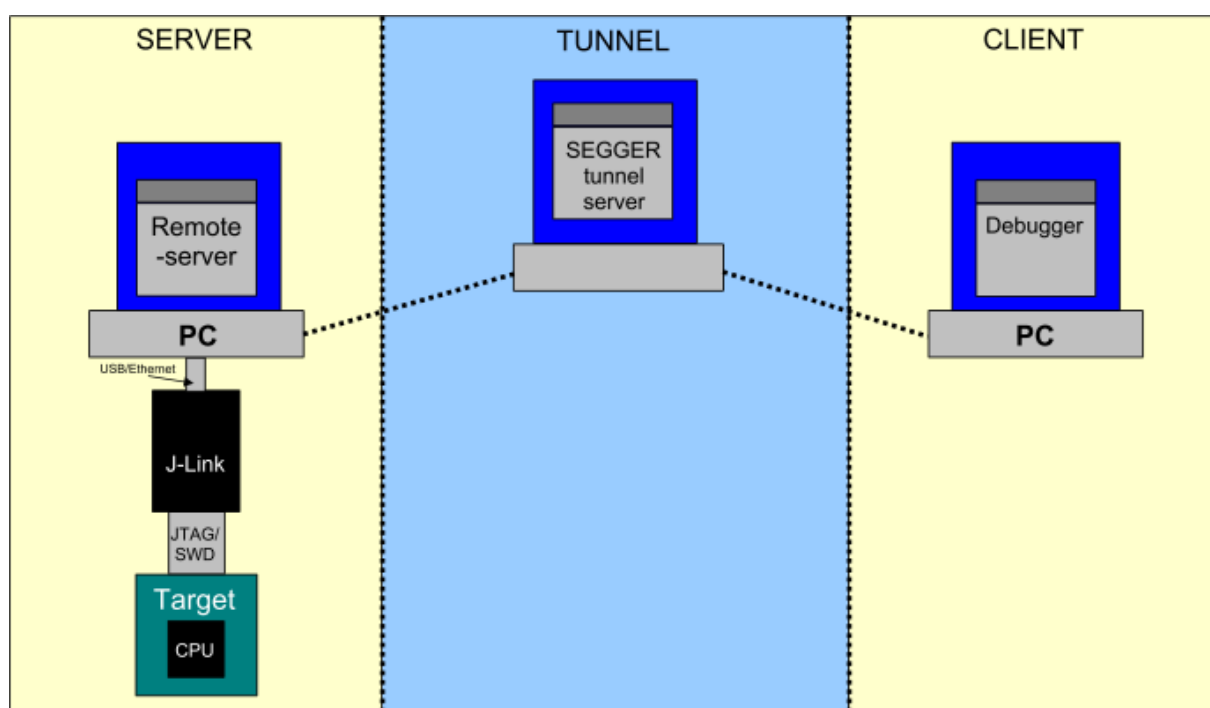 SERVER
TUNNEL
CLIENT
SEGGER
tunnel
server
Remote
-server
Debugger
PC
PC
USB/Ethernet
J-Link
JTAG/
SWD
Target
CPU